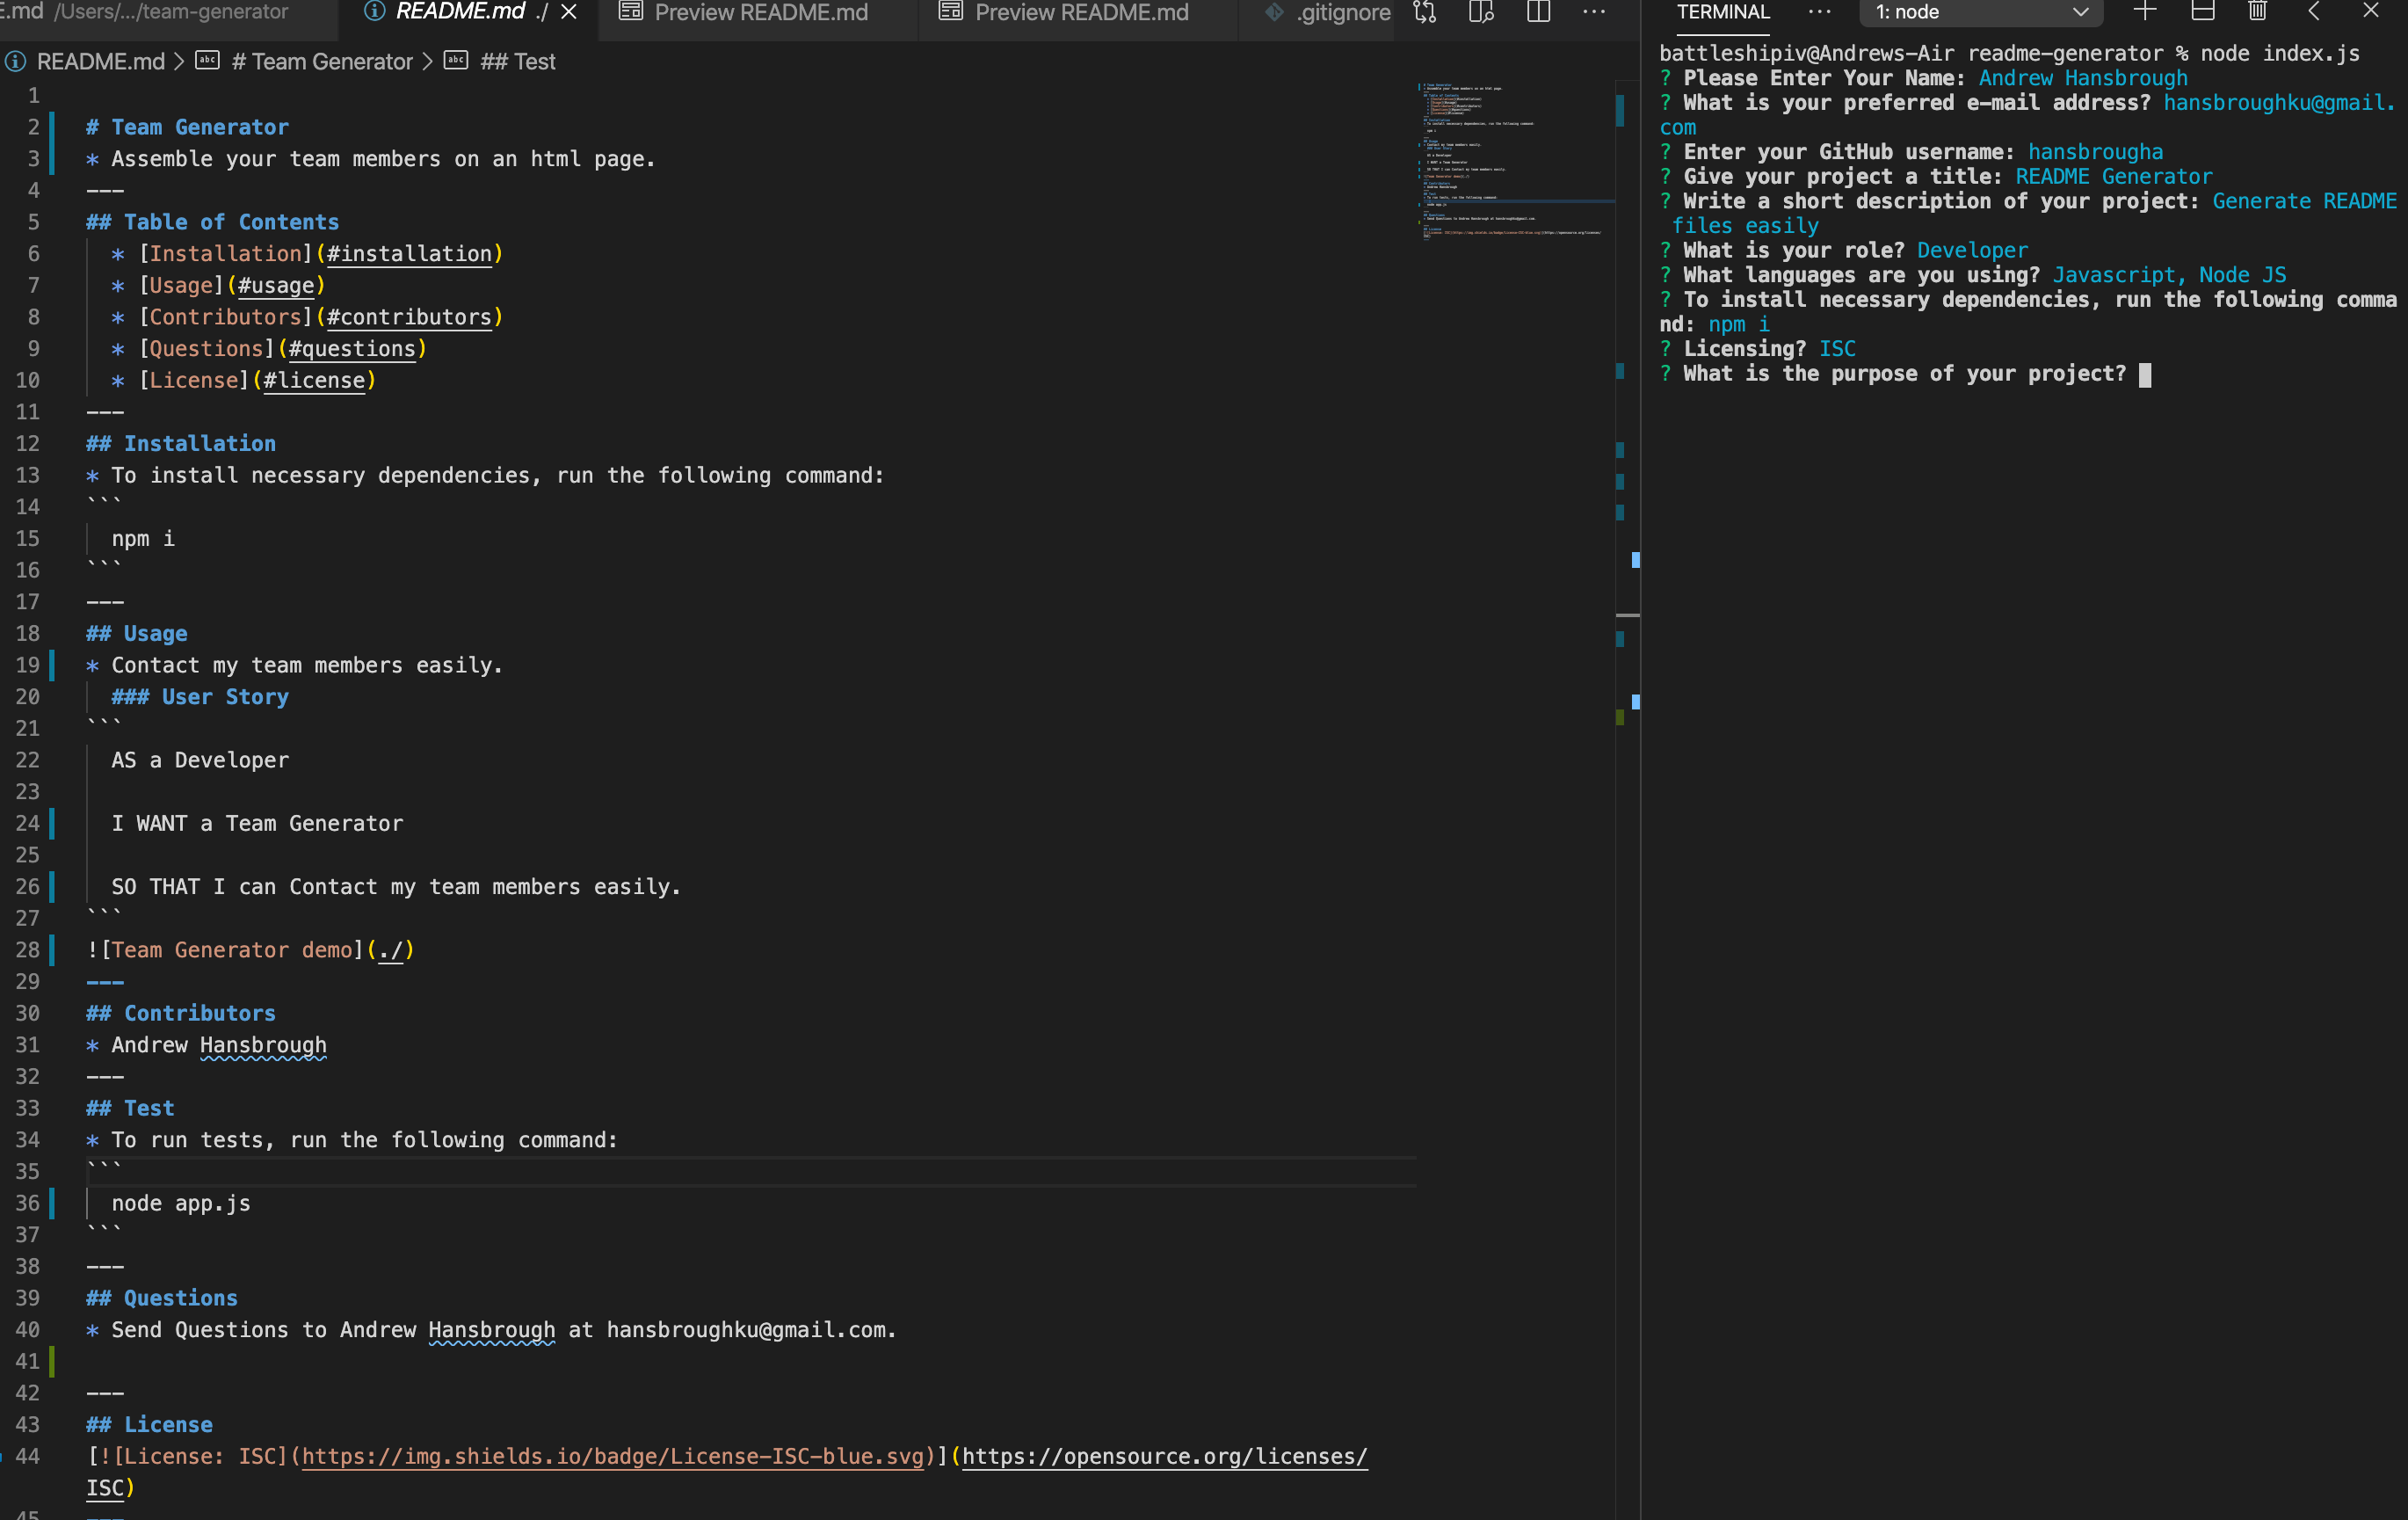 E.md /Users/.../team-generator
README.md ./
Preview README.md
Preview README.md
.gitignore
README.md > # Team Generator > ## Test
1
2 # Team Generator
3 * Assemble your team members on an html page.
4 ---
5 ## Table of Contents
6 * [Installation](#installation)
7 * [Usage](#usage)
8 * [Contributors](#contributors)
9 * [Questions](#questions)
10 * [License](#license)
11 ---
12 ## Installation
13 * To install necessary dependencies, run the following command:
14 ```
15 npm i
16 ```
17 ---
18 ## Usage
19 * Contact my team members easily.
20 ### User Story
21 ```
22 AS a Developer
23
24 I WANT a Team Generator
25
26 SO THAT I can Contact my team members easily.
27 ```
28 ![Team Generator demo](./)
29 ---
30 ## Contributors
31 * Andrew Hansbrough
32 ---
33 ## Test
34 * To run tests, run the following command:
35 ```
36 node app.js
37 ```
38 ---
39 ## Questions
40 * Send Questions to Andrew Hansbrough at hansbroughku@gmail.com.
41
42 ---
43 ## License
44 [![License: ISC](https://img.shields.io/badge/License-ISC-blue.svg)](https://opensource.org/licenses/
ISC)
45 ---
TERMINAL
1: node
battleshipiv@Andrews-Air readme-generator % node index.js
? Please Enter Your Name: Andrew Hansbrough
? What is your preferred e-mail address? hansbroughku@gmail.
com
? Enter your GitHub username: hansbrougha
? Give your project a title: README Generator
? Write a short description of your project: Generate README
files easily
? What is your role? Developer
? What languages are you using? Javascript, Node JS
? To install necessary dependencies, run the following comma
nd: npm i
? Licensing? ISC
? What is the purpose of your project?